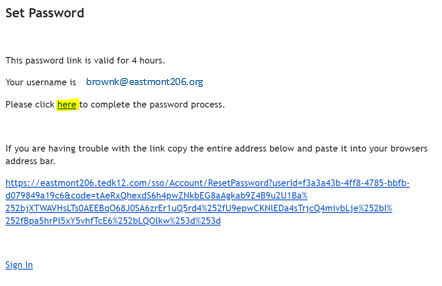 Set Password
This password link is valid for 4 hours.
Your username is brownk@eastmont206.org
Please click here to complete the password process.
If you are having trouble with the link copy the entire address below and paste it into your browsers
address bar.
https://eastmont206.tedk12.com/sso/Account/ResetPassword?userId=f3a3a43b-4ff8-4785-bbfb-
d079849a19c6&code=tAeRxQhexdS6h4pwZNkbEG8aAgkab9Z4B9u2U1Ba%
252bjXTWAVHsLTs0AEEBqO68J0SA6zrEr1uQ5rd4%252fU9epwCKNlEDa4sTrjcQ4mivbLje%252bI%
252fBpa5hrPl5xY5vhfTcE6%252bLQOlkw%253d%253d
Sign In